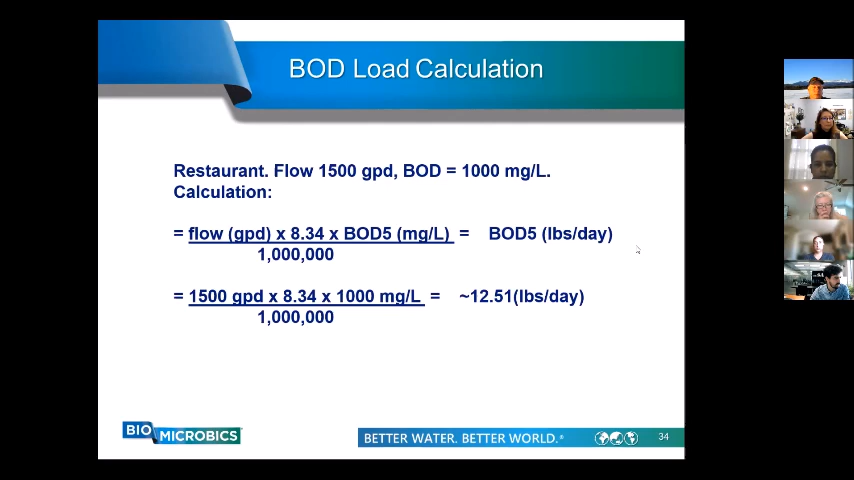 BOD Load Calculation
Restaurant. Flow 1500 gpd, BOD = 1000 mg/L.
Calculation:
= flow (gpd) x 8.34 x BOD5 (mg/L) = BOD5 (lbs/day)
1,000,000
= 1500 gpd x 8.34 x 1000 mg/L = ~12.51(lbs/day)
1,000,000
BIO MICROBICS
BETTER WATER. BETTER WORLD.®
34